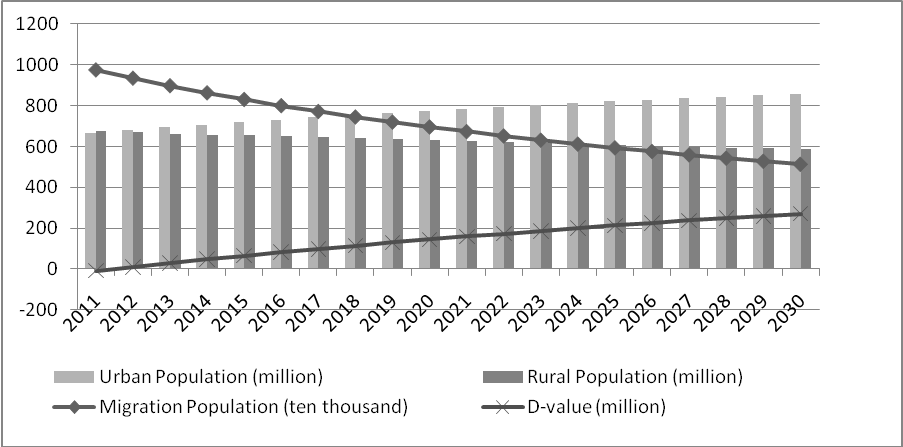 1200
1000
800
600
400
200
0
-200
2011 2012 2013 2014 2015 2016 2017 2018 2019 2020 2021 2022 2023 2024 2025 2026 2027 2028 2029 2030
Urban Population (million) Rural Population (million)
Migration Population (ten thousand) D-value (million)